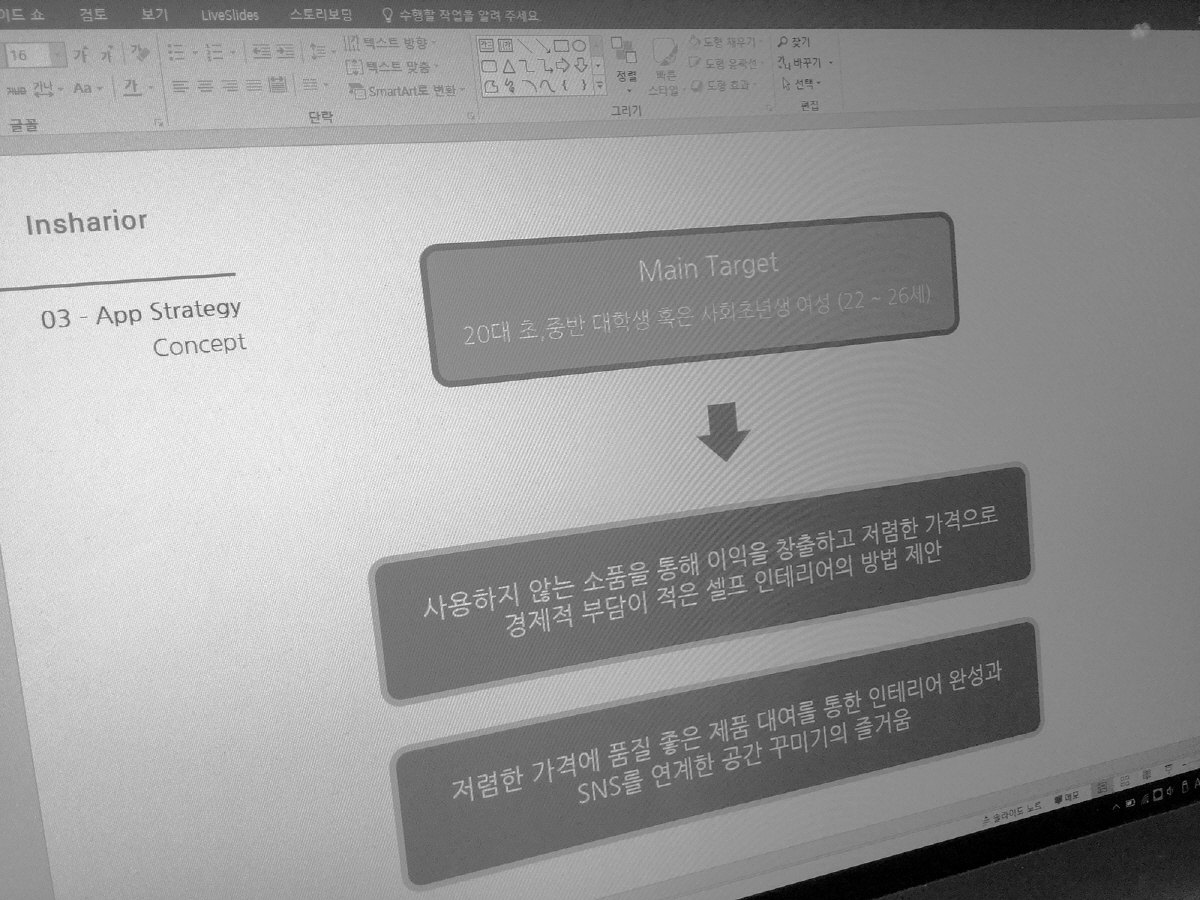 이드 쇼 검토 보기 LiveSlides 스토리보딩 수행할 작업을 알려 주세요
16 가 가 가
가나 Aa 가
글꼴
텍스트 방향
텍스트 맞춤
SmartArt로 변환
단락
정렬
빠른
스타일
도형 채우기
도형 윤곽선
도형 효과
그리기
찾기
바꾸기
선택
편집
Insharior
03 - App Strategy
Concept
Main Target
20대 초,중반 대학생 혹은 사회초년생 여성 (22 ~ 26세)
사용하지 않는 소품을 통해 이익을 창출하고 저렴한 가격으로
경제적 부담이 적은 셀프 인테리어의 방법 제안
저렴한 가격에 품질 좋은 제품 대여를 통한 인테리어 완성과
SNS를 연계한 공간 꾸미기의 즐거움